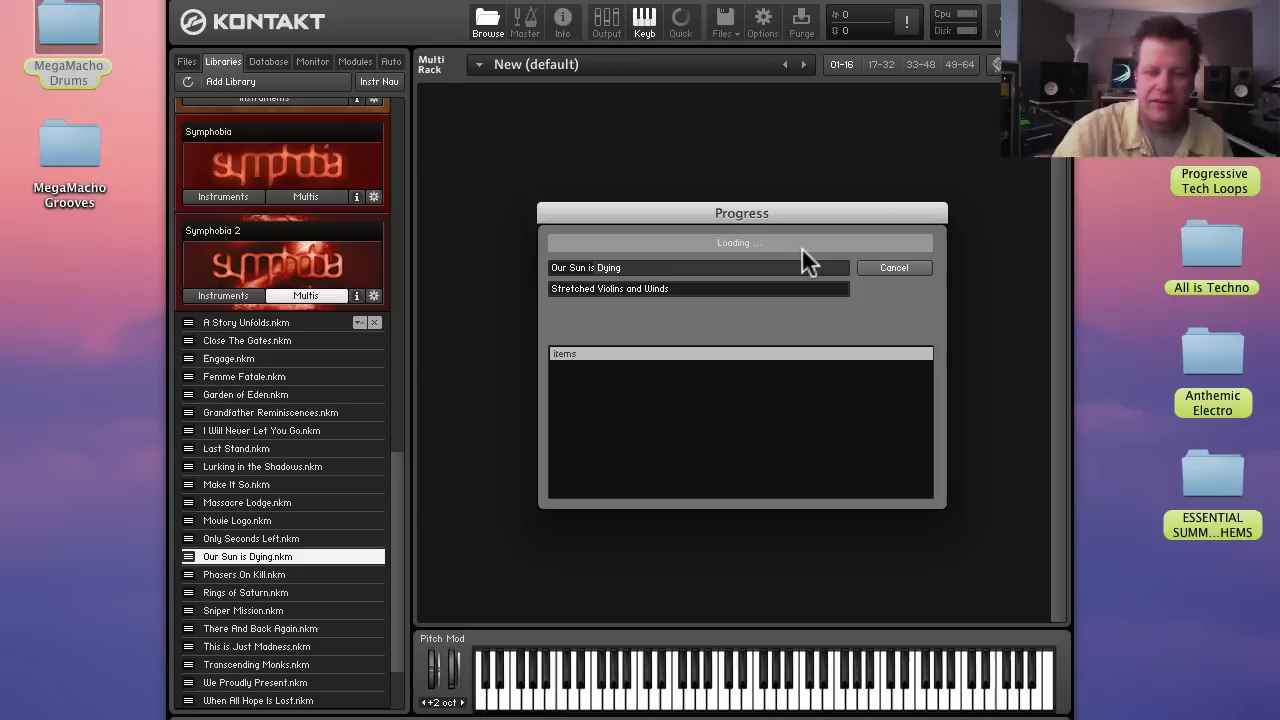 MegaMacho
Drums
MegaMacho
Grooves
KONTAKT
Browse
Master
Info
Output
Keyb
Quick
Files
Options
Purge
0
0
!
Cpu
Disk
Files
Libraries
Database
Monitor
Modules
Auto
Add Library
Instr Nav
Instruments
Symphobia
symphobia
Instruments
Multis
Symphobia 2
symphobia
Instruments
Multis
A Story Unfolds.nkm
Close The Gates.nkm
Engage.nkm
Femme Fatale.nkm
Garden of Eden.nkm
Grandfather Reminiscences.nkm
I Will Never Let You Go.nkm
Last Stand.nkm
Lurking in the Shadows.nkm
Make It So.nkm
Massacre Lodge.nkm
Movie Logo.nkm
Only Seconds Left.nkm
Our Sun is Dying.nkm
Phasers On Kill.nkm
Rings of Saturn.nkm
Sniper Mission.nkm
There And Back Again.nkm
This is Just Madness.nkm
Transcending Monks.nkm
We Proudly Present.nkm
When All Hope Is Lost.nkm
Multi
Rack
New (default)
01-16
17-32
33-48
49-64
Progress
Loading ...
Our Sun is Dying
Cancel
Stretched Violins and Winds
items
Pitch Mod
+2 oct
Progressive
Tech Loops
All is Techno
Anthemic
Electro
ESSENTIAL
SUMM...HEMS